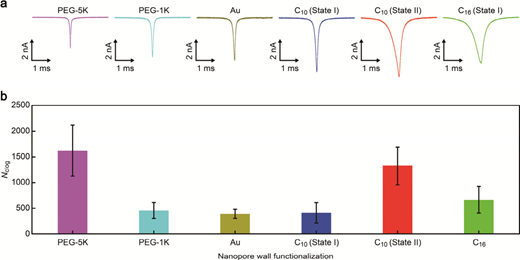 a
PEG-5K PEG-1K Au C₁₀ (State I) C₁₀ (State II) C₁₆ (State I)
2 nA 2 nA 2 nA 2 nA 2 nA 2 nA
1 ms 1 ms 1 ms 1 ms 1 ms 1 ms
b
2500
2000
1500
1000
500
0
N_cog
PEG-5K PEG-1K Au C₁₀ (State I) C₁₀ (State II) C₁₆
Nanopore wall functionalization